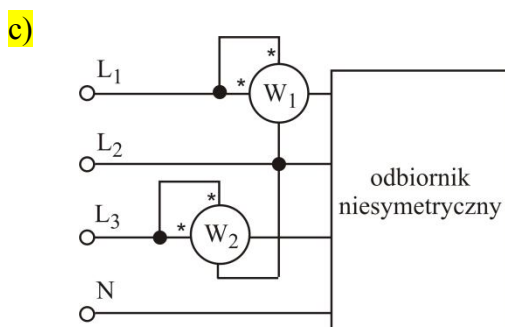 c)
L1
*
*
W1
L2
odbiornik
niesymetryczny
L3
*
*
W2
N